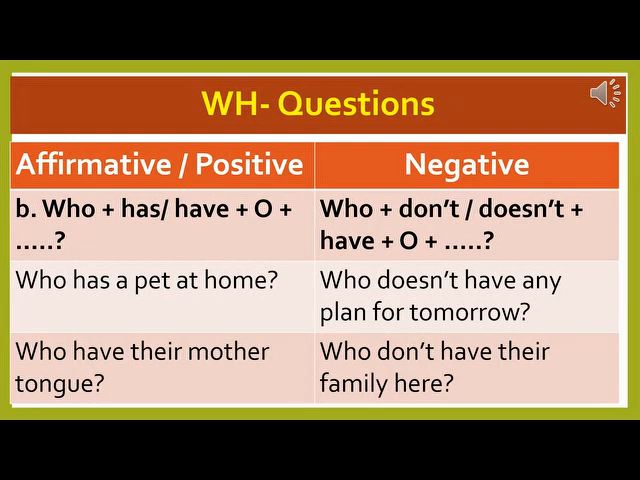 WH- Questions
Affirmative / Positive
Negative
b. Who + has/ have + O +
.....?
Who + don’t / doesn’t +
have + O + .....?
Who has a pet at home?
Who doesn’t have any
plan for tomorrow?
Who have their mother
tongue?
Who don’t have their
family here?